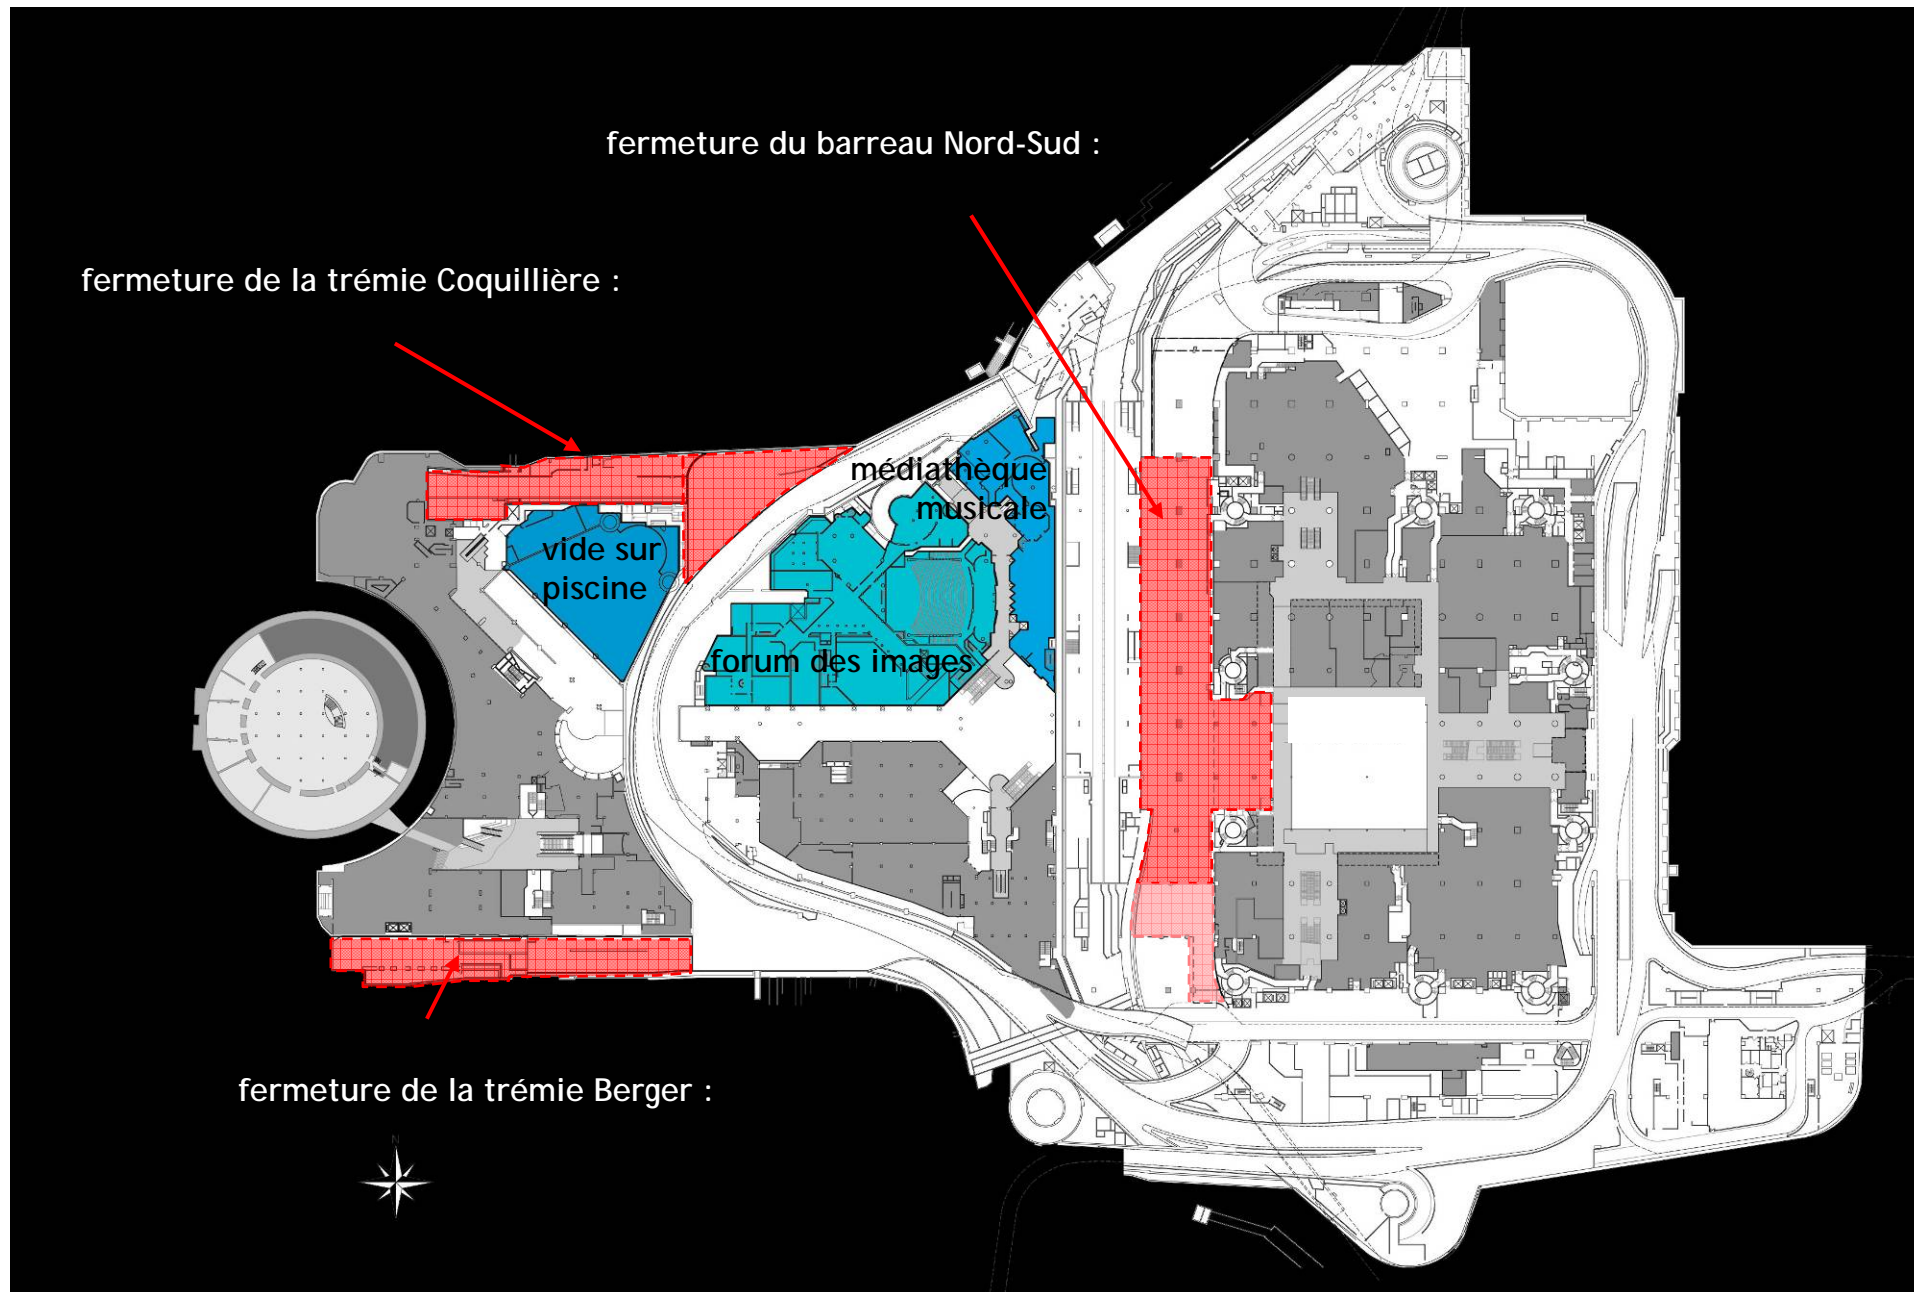 fermeture du barreau Nord-Sud :
fermeture de la trémie Coquillière :
médiathèque
musicale
vide sur
piscine
forum des images
fermeture de la trémie Berger :
N